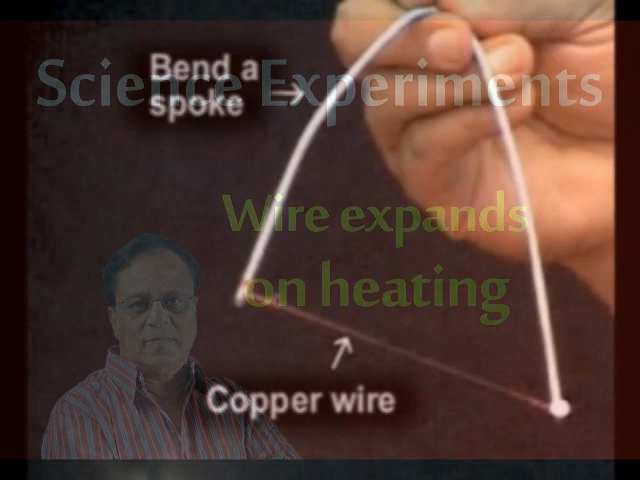 Science Experiments
Bend a
spoke
Wire expands
on heating
Copper wire